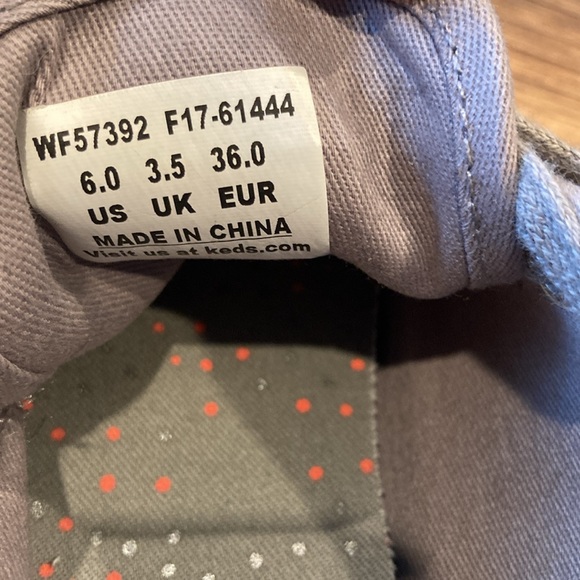 WF57392 F17-61444
6.0 3.5 36.0
US UK EUR
MADE IN CHINA
Visit us at keds.com